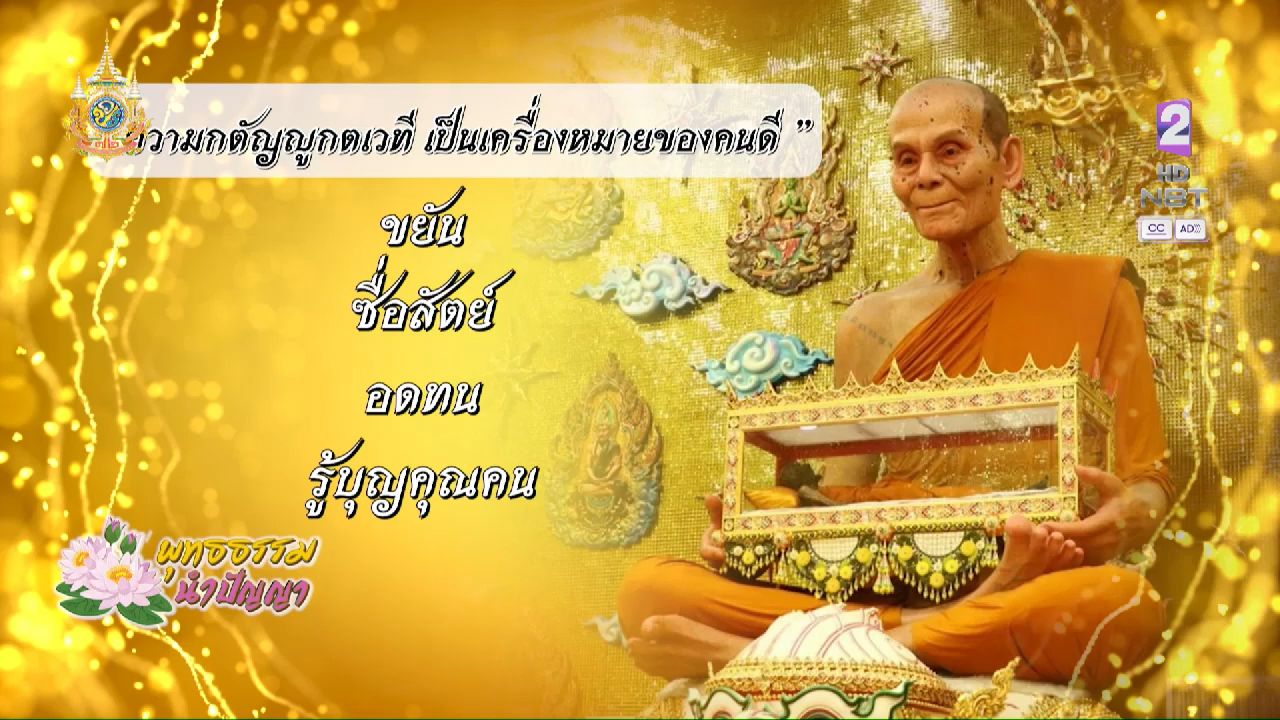 ความกตัญญูกตเวที เป็นเครื่องหมายของคนดี ”
ขยัน
ซื่อสัตย์
อดทน
รู้บุญคุณคน
พุทธธรรม
นำปัญญา
2
HD
NBT
CC AD
๗๒